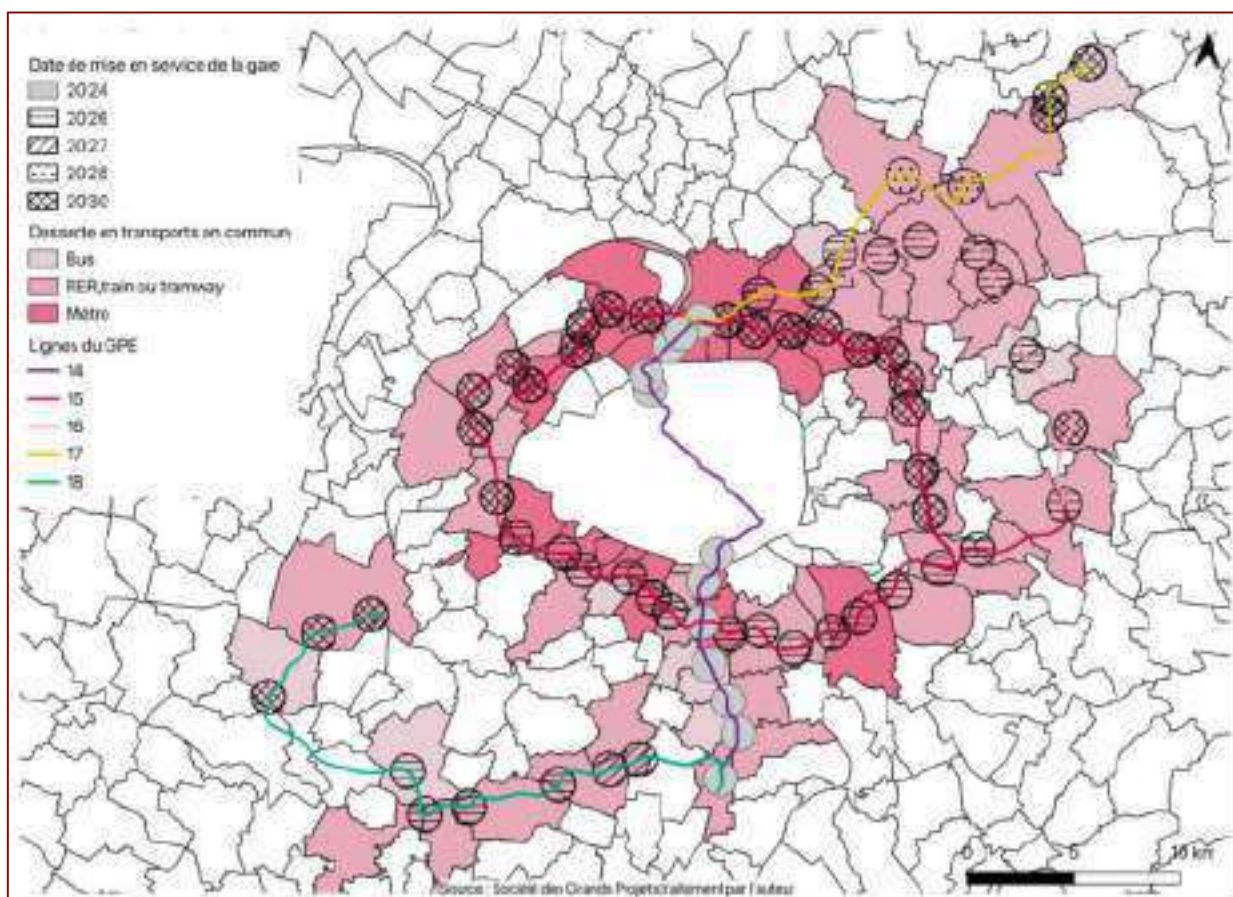 Date de mise en service de la gare
2024
2026
2027
2028
2030
Desserte en transports en commun
Bus
RER, train ou tramway
Métro
Lignes du GPE
14
15
16
17
18
0 5 10 km
Source : Société des Grands Projets, traitement par l'auteur